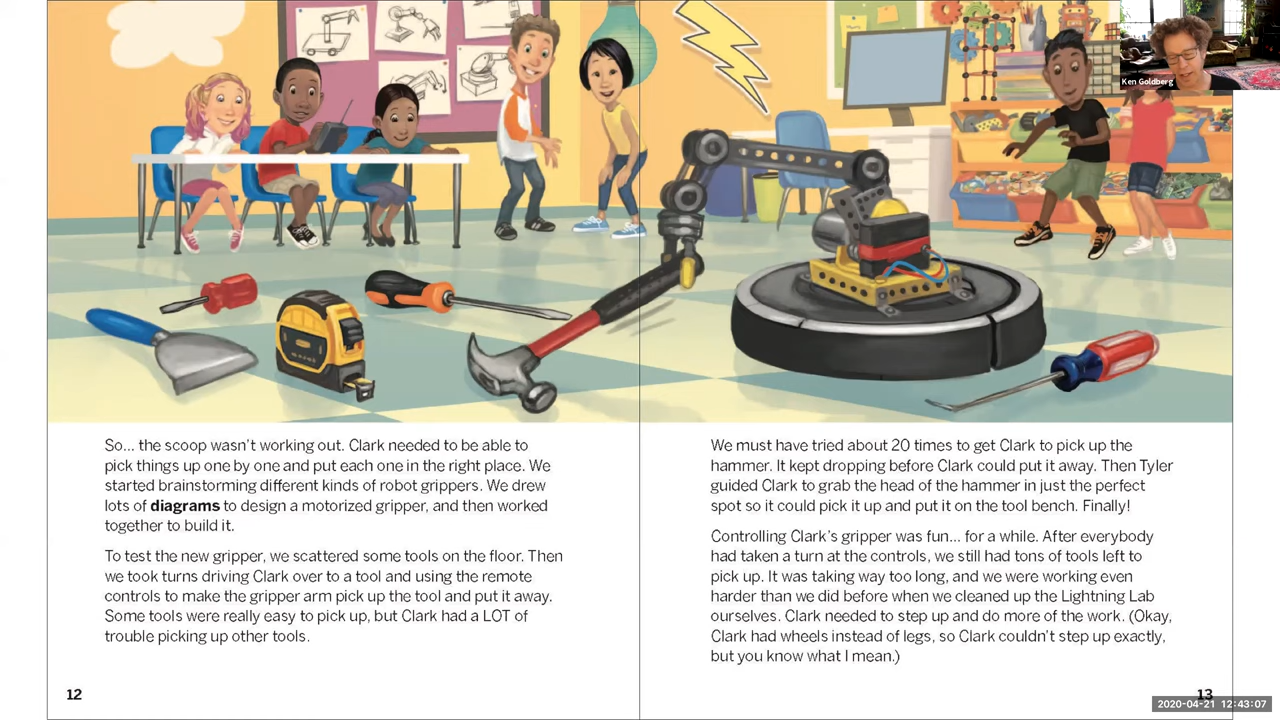 Ken Goldberg
So... the scoop wasn't working out. Clark needed to be able to
pick things up one by one and put each one in the right place. We
started brainstorming different kinds of robot grippers. We drew
lots of diagrams to design a motorized gripper, and then worked
together to build it.
To test the new gripper, we scattered some tools on the floor. Then
we took turns driving Clark over to a tool and using the remote
controls to make the gripper arm pick up the tool and put it away.
Some tools were really easy to pick up, but Clark had a LOT of
trouble picking up other tools.
12
We must have tried about 20 times to get Clark to pick up the
hammer. It kept dropping before Clark could put it away. Then Tyler
guided Clark to grab the head of the hammer in just the perfect
spot so it could pick it up and put it on the tool bench. Finally!
Controlling Clark's gripper was fun... for a while. After everybody
had taken a turn at the controls, we still had tons of tools left to
pick up. It was taking way too long, and we were working even
harder than we did before when we cleaned up the Lightning Lab
ourselves. Clark needed to step up and do more of the work. (Okay,
Clark had wheels instead of legs, so Clark couldn't step up exactly,
but you know what I mean.)
13
2020-04-21 12:43:07